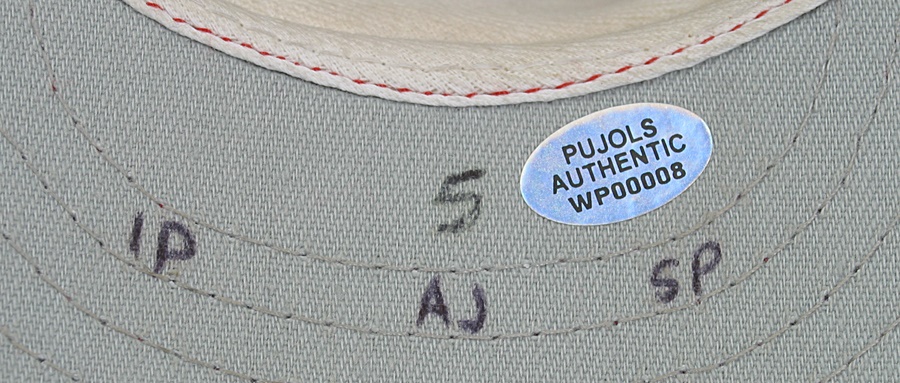 PUJOLS
AUTHENTIC
WP00008
5
IP
AJ
SP